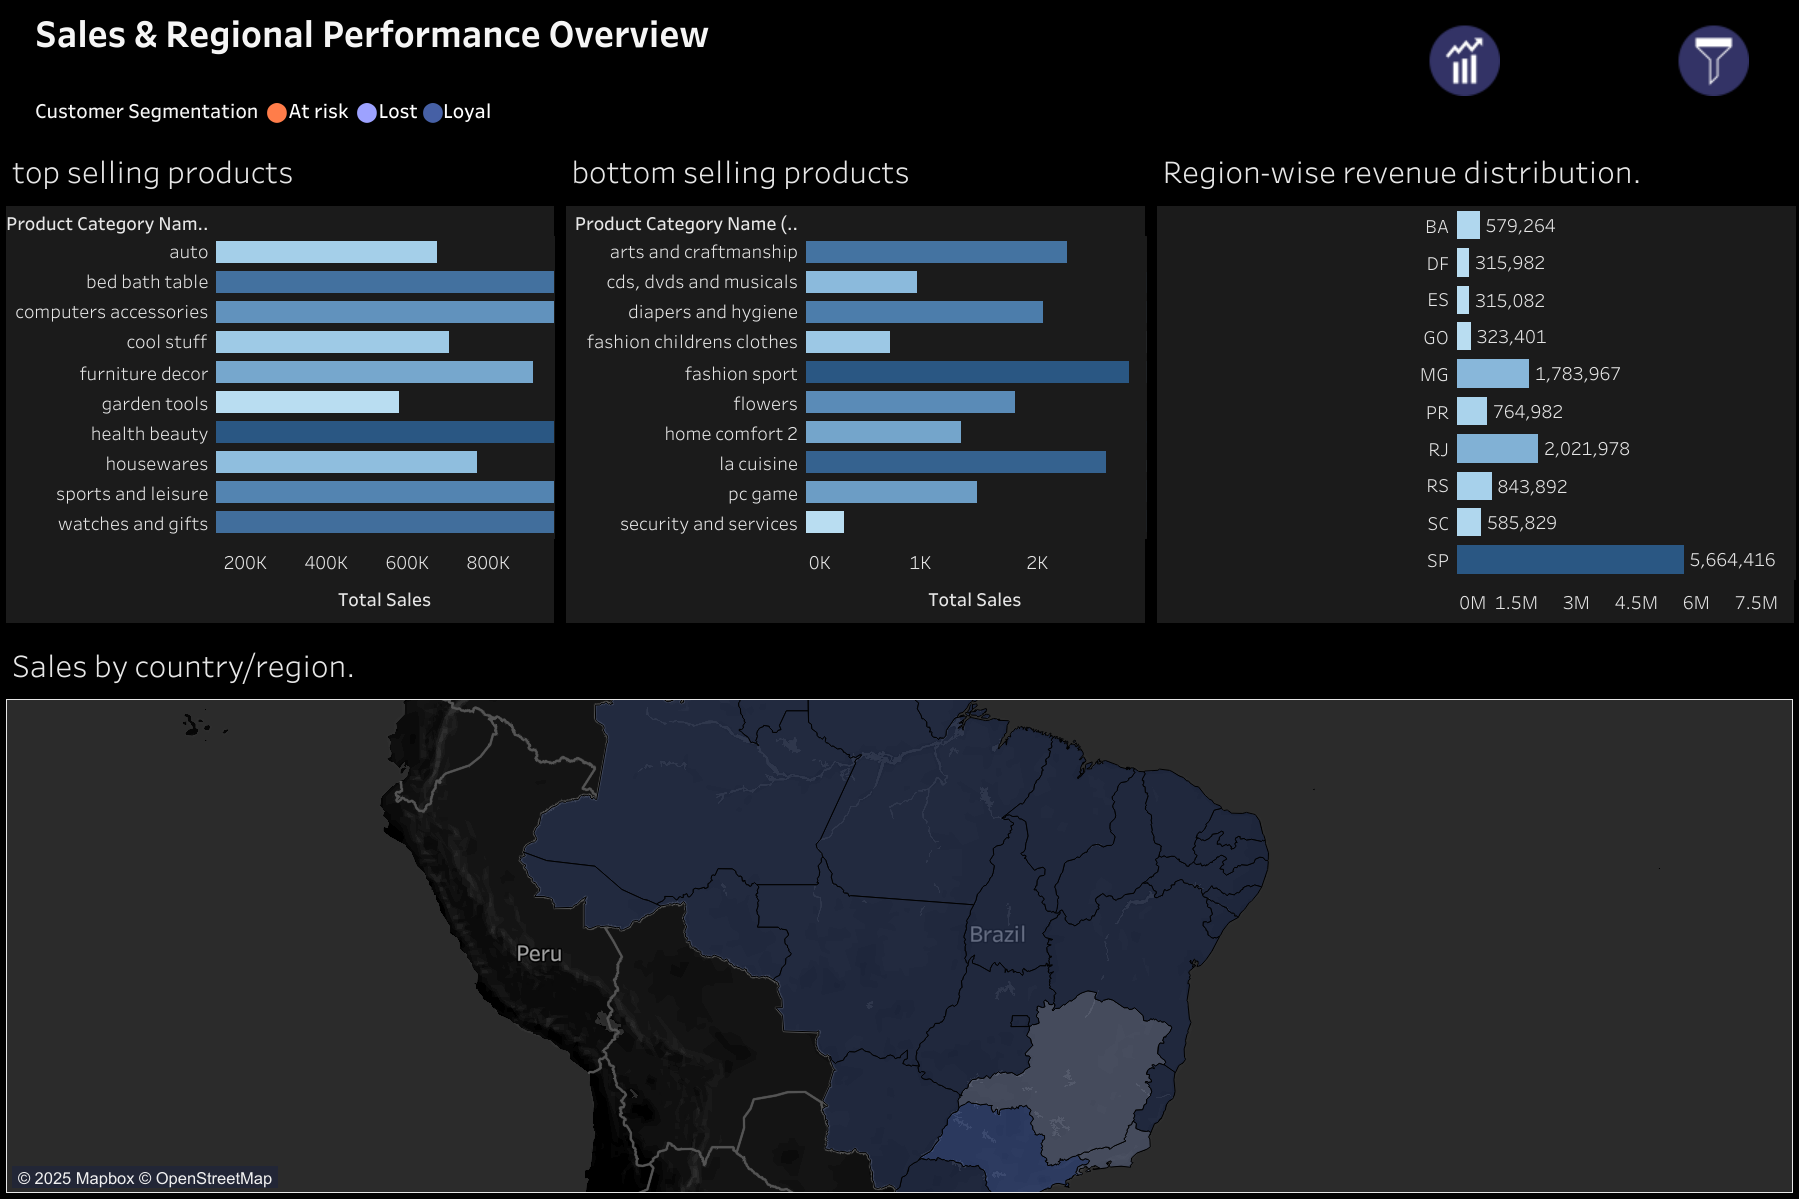 Sales & Regional Performance Overview
Customer Segmentation At risk Lost Loyal
top selling products
Product Category Nam..
auto
bed bath table
computers accessories
cool stuff
furniture decor
garden tools
health beauty
housewares
sports and leisure
watches and gifts
200K 400K 600K 800K
Total Sales
bottom selling products
Product Category Name (..
arts and craftmanship
cds, dvds and musicals
diapers and hygiene
fashion childrens clothes
fashion sport
flowers
home comfort 2
la cuisine
pc game
security and services
0K 1K 2K
Total Sales
Region-wise revenue distribution.
BA 579,264
DF 315,982
ES 315,082
GO 323,401
MG 1,783,967
PR 764,982
RJ 2,021,978
RS 843,892
SC 585,829
SP 5,664,416
0M 1.5M 3M 4.5M 6M 7.5M
Sales by country/region.
Brazil
Peru
© 2025 Mapbox © OpenStreetMap